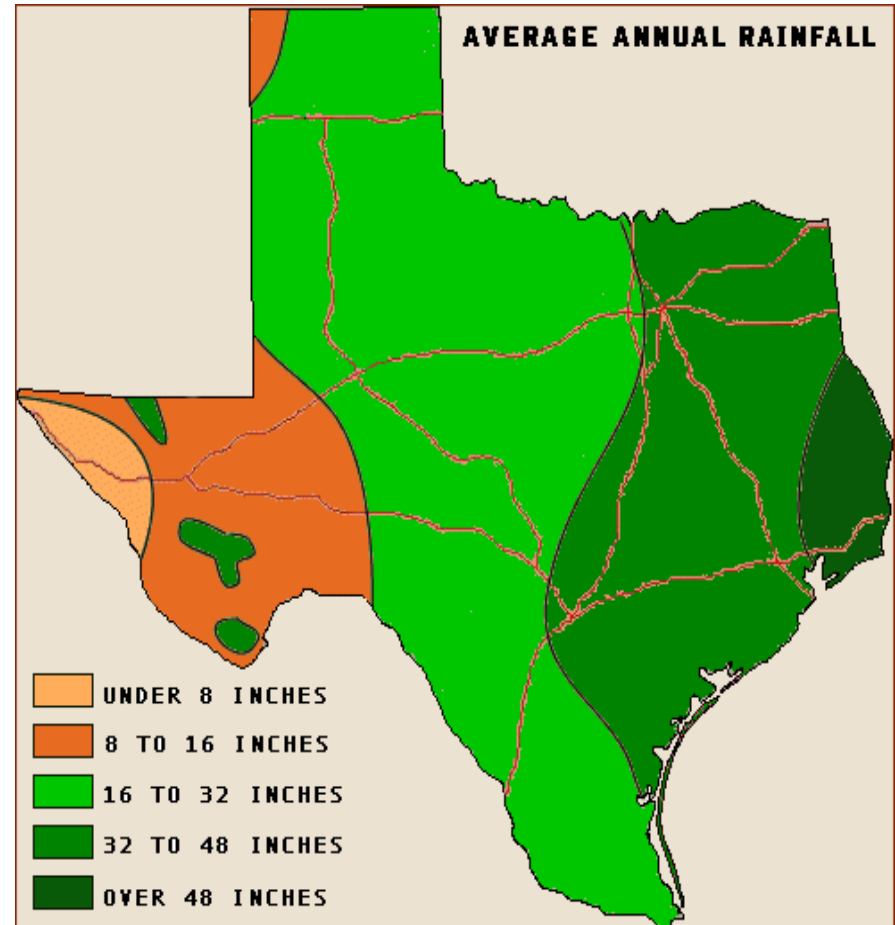 AVERAGE ANNUAL RAINFALL
UNDER 8 INCHES
8 TO 16 INCHES
16 TO 32 INCHES
32 TO 48 INCHES
OVER 48 INCHES